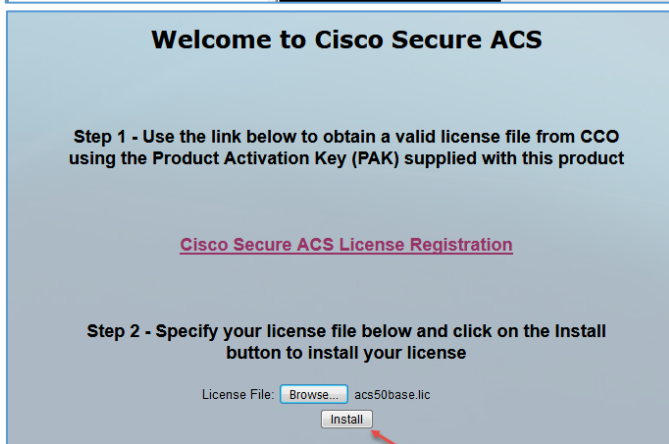 Welcome to Cisco Secure ACS
Step 1 - Use the link below to obtain a valid license file from CCO
using the Product Activation Key (PAK) supplied with this product
Cisco Secure ACS License Registration
Step 2 - Specify your license file below and click on the Install
button to install your license
License File: Browse... acs50base.lic
Install